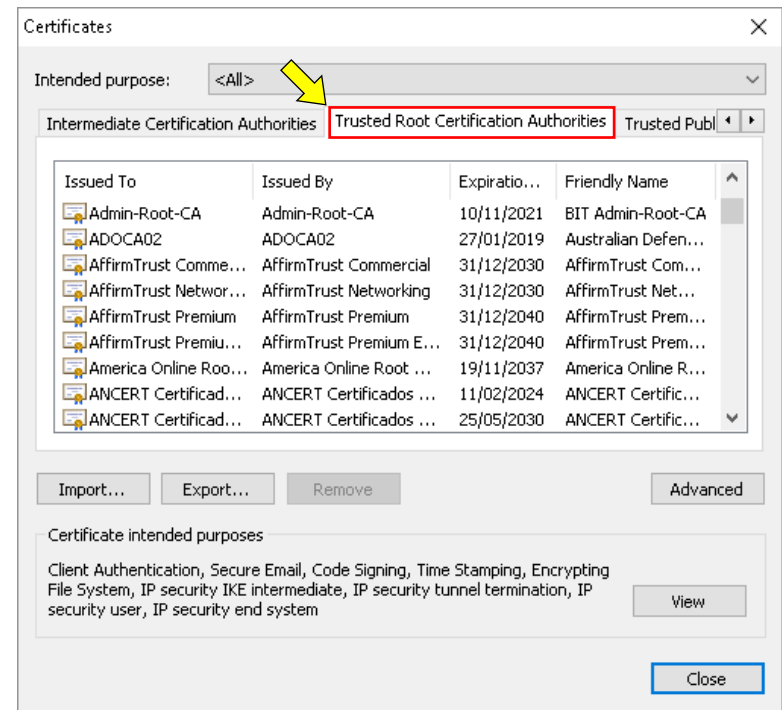 Certificates
Intended purpose: <All>
Intermediate Certification Authorities Trusted Root Certification Authorities Trusted Publ
Issued To Issued By Expiratio... Friendly Name
Admin-Root-CA Admin-Root-CA 10/11/2021 BIT Admin-Root-CA
ADOCA02 ADOCA02 27/01/2019 Australian Defen...
AffirmTrust Comme... AffirmTrust Commercial 31/12/2030 AffirmTrust Com...
AffirmTrust Networ... AffirmTrust Networking 31/12/2030 AffirmTrust Net...
AffirmTrust Premium AffirmTrust Premium 31/12/2040 AffirmTrust Prem...
AffirmTrust Premiu... AffirmTrust Premium E... 31/12/2040 AffirmTrust Prem...
America Online Roo... America Online Root ... 19/11/2037 America Online R...
ANCERT Certificad... ANCERT Certificados ... 11/02/2024 ANCERT Certific...
ANCERT Certificad... ANCERT Certificados ... 25/05/2030 ANCERT Certific...
Import... Export... Remove Advanced
Certificate intended purposes
Client Authentication, Secure Email, Code Signing, Time Stamping, Encrypting
File System, IP security IKE intermediate, IP security tunnel termination, IP
security user, IP security end system
View
Close